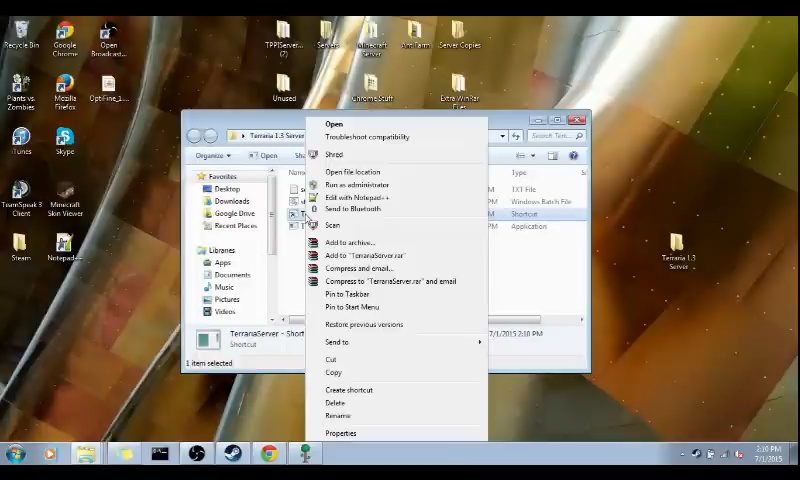 Recycle Bin
Google
Chrome
Open
Broadcast...
TPPIServer...
(2)
Servers
Minecraft
Server
AntiFarm
Server Copies
Plants vs.
Zombies
Mozilla
Firefox
OptiFine_1....
Unused
Chrome Stuff
Extra WinRar
Files
iTunes
Skype
TeamSpeak 3
Client
Minecraft
Skin Viewer
Steam
Notepad++
Terraria 1.3
Server
Terraria 1.3 Server
Search Terr...
Organize
Open
Favorites
Desktop
Downloads
Google Drive
Recent Places
Libraries
Apps
Documents
Music
Pictures
Videos
Type
TXT File
Windows Batch File
Shortcut
Application
Open
Troubleshoot compatibility
Shred
Open file location
Run as administrator
Edit with Notepad++
Send to Bluetooth
Scan
Add to archive...
Add to "TerrariaServer.rar"
Compress and email...
Compress to "TerrariaServer.rar" and email
Pin to Taskbar
Pin to Start Menu
Restore previous versions
Send to
Cut
Copy
Create shortcut
Delete
Rename
Properties
TerrariaServer - Short
Shortcut
7/1/2015 2:10 PM
1 item selected
2:10 PM
7/1/2015